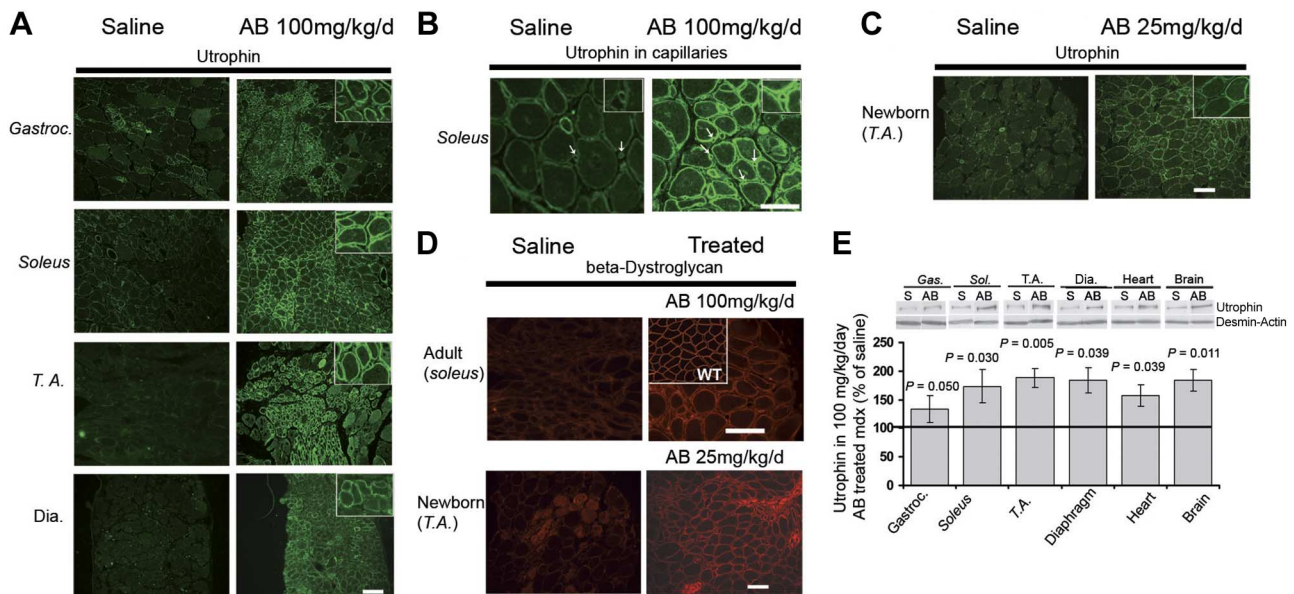 A
Saline
AB 100mg/kg/d
Utrophin
Gastroc.
Soleus
T. A.
Dia.
B
Saline
AB 100mg/kg/d
Utrophin in capillaries
Soleus
C
Saline
AB 25mg/kg/d
Utrophin
Newborn
(T.A.)
D
Saline
Treated
beta-Dystroglycan
AB 100mg/kg/d
Adult
(soleus)
WT
AB 25mg/kg/d
Newborn
(T.A.)
E
Gas. Sol. T.A. Dia. Heart Brain
S AB S AB S AB S AB S AB S AB
Utrophin
Desmin-Actin
Utrophin in 100 mg/kg/day
AB treated mdx (% of saline)
250
200
150
100
50
0
P = 0.050
P = 0.030
P = 0.005
P = 0.039
P = 0.039
P = 0.011
Gastroc.
Soleus
T.A.
Diaphragm
Heart
Brain